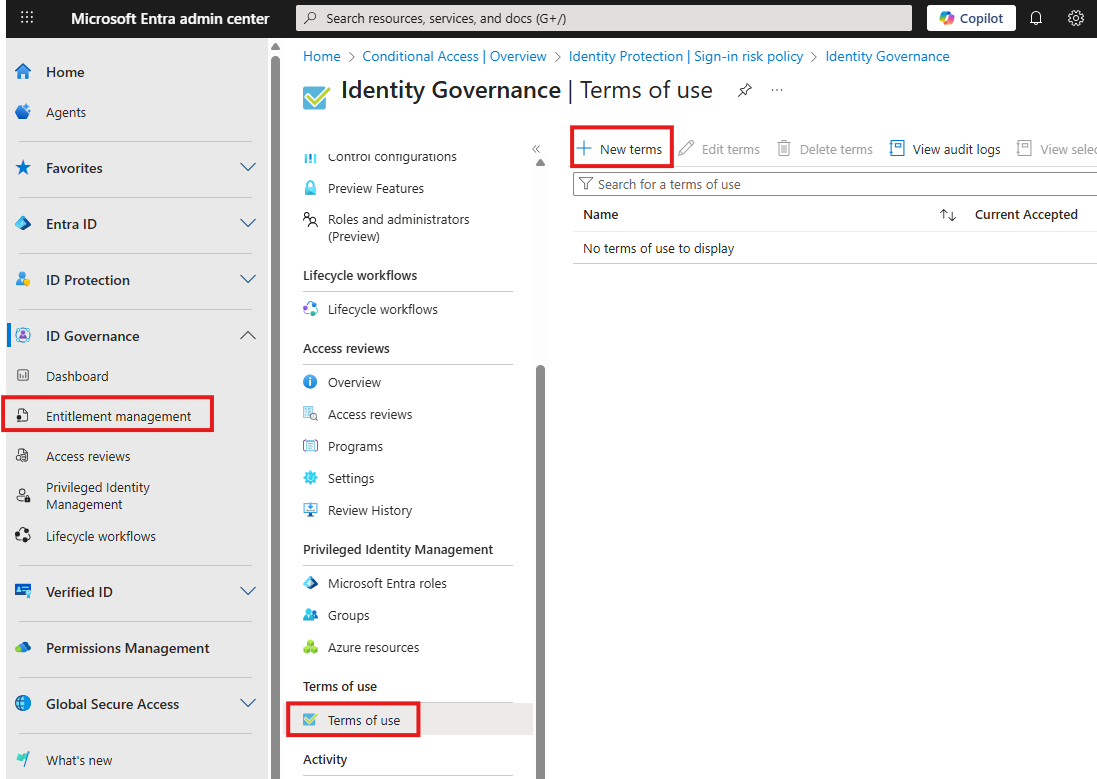 Microsoft Entra admin center
Search resources, services, and docs (G+/)
Copilot
Home
Agents
Favorites
Entra ID
ID Protection
ID Governance
Dashboard
Entitlement management
Access reviews
Privileged Identity
Management
Lifecycle workflows
Verified ID
Permissions Management
Global Secure Access
What's new
Home > Conditional Access | Overview > Identity Protection | Sign-in risk policy > Identity Governance
Identity Governance | Terms of use
Control configurations
Preview Features
Roles and administrators
(Preview)
Lifecycle workflows
Lifecycle workflows
Access reviews
Overview
Access reviews
Programs
Settings
Review History
Privileged Identity Management
Microsoft Entra roles
Groups
Azure resources
Terms of use
Terms of use
Activity
New terms Edit terms Delete terms View audit logs View selec
Search for a terms of use
Name Current Accepted
No terms of use to display